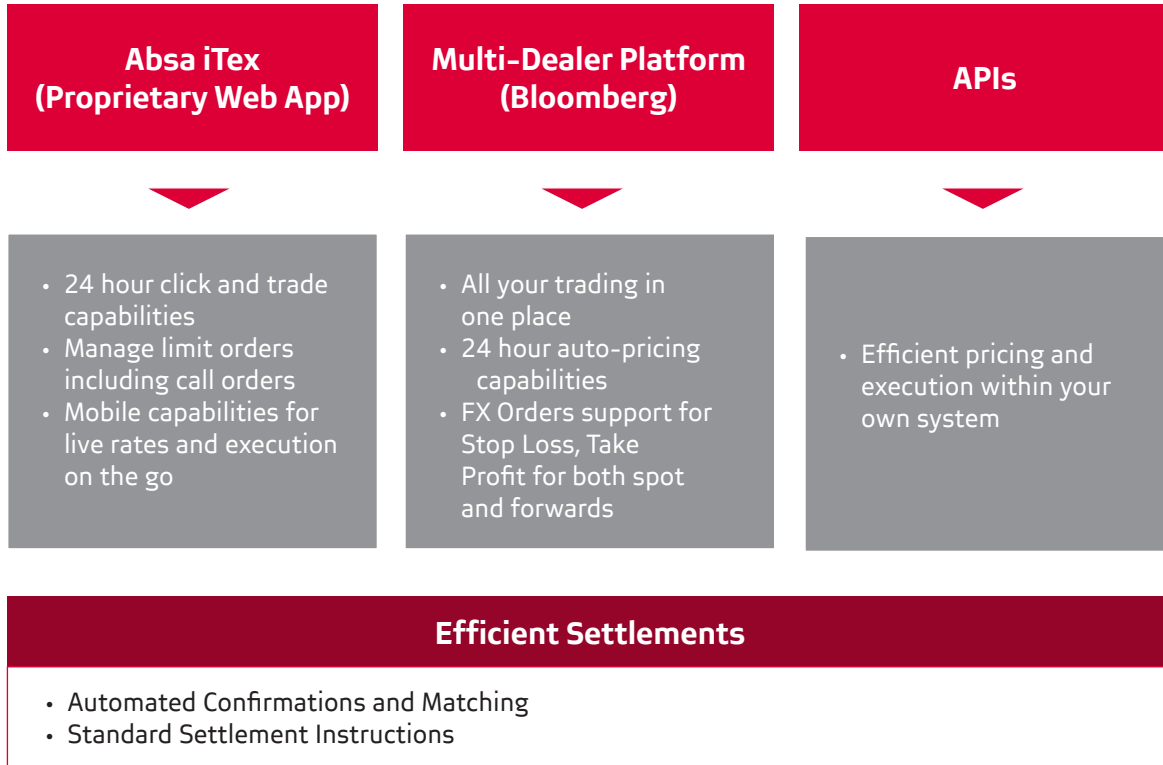 Absa iTex
(Proprietary Web App)
Multi-Dealer Platform
(Bloomberg)
APIs
• 24 hour click and trade
capabilities
• Manage limit orders
including call orders
• Mobile capabilities for
live rates and execution
on the go
• All your trading in
one place
• 24 hour auto-pricing
capabilities
• FX Orders support for
Stop Loss, Take
Profit for both spot
and forwards
• Efficient pricing and
execution within your
own system
Efficient Settlements
• Automated Confirmations and Matching
• Standard Settlement Instructions